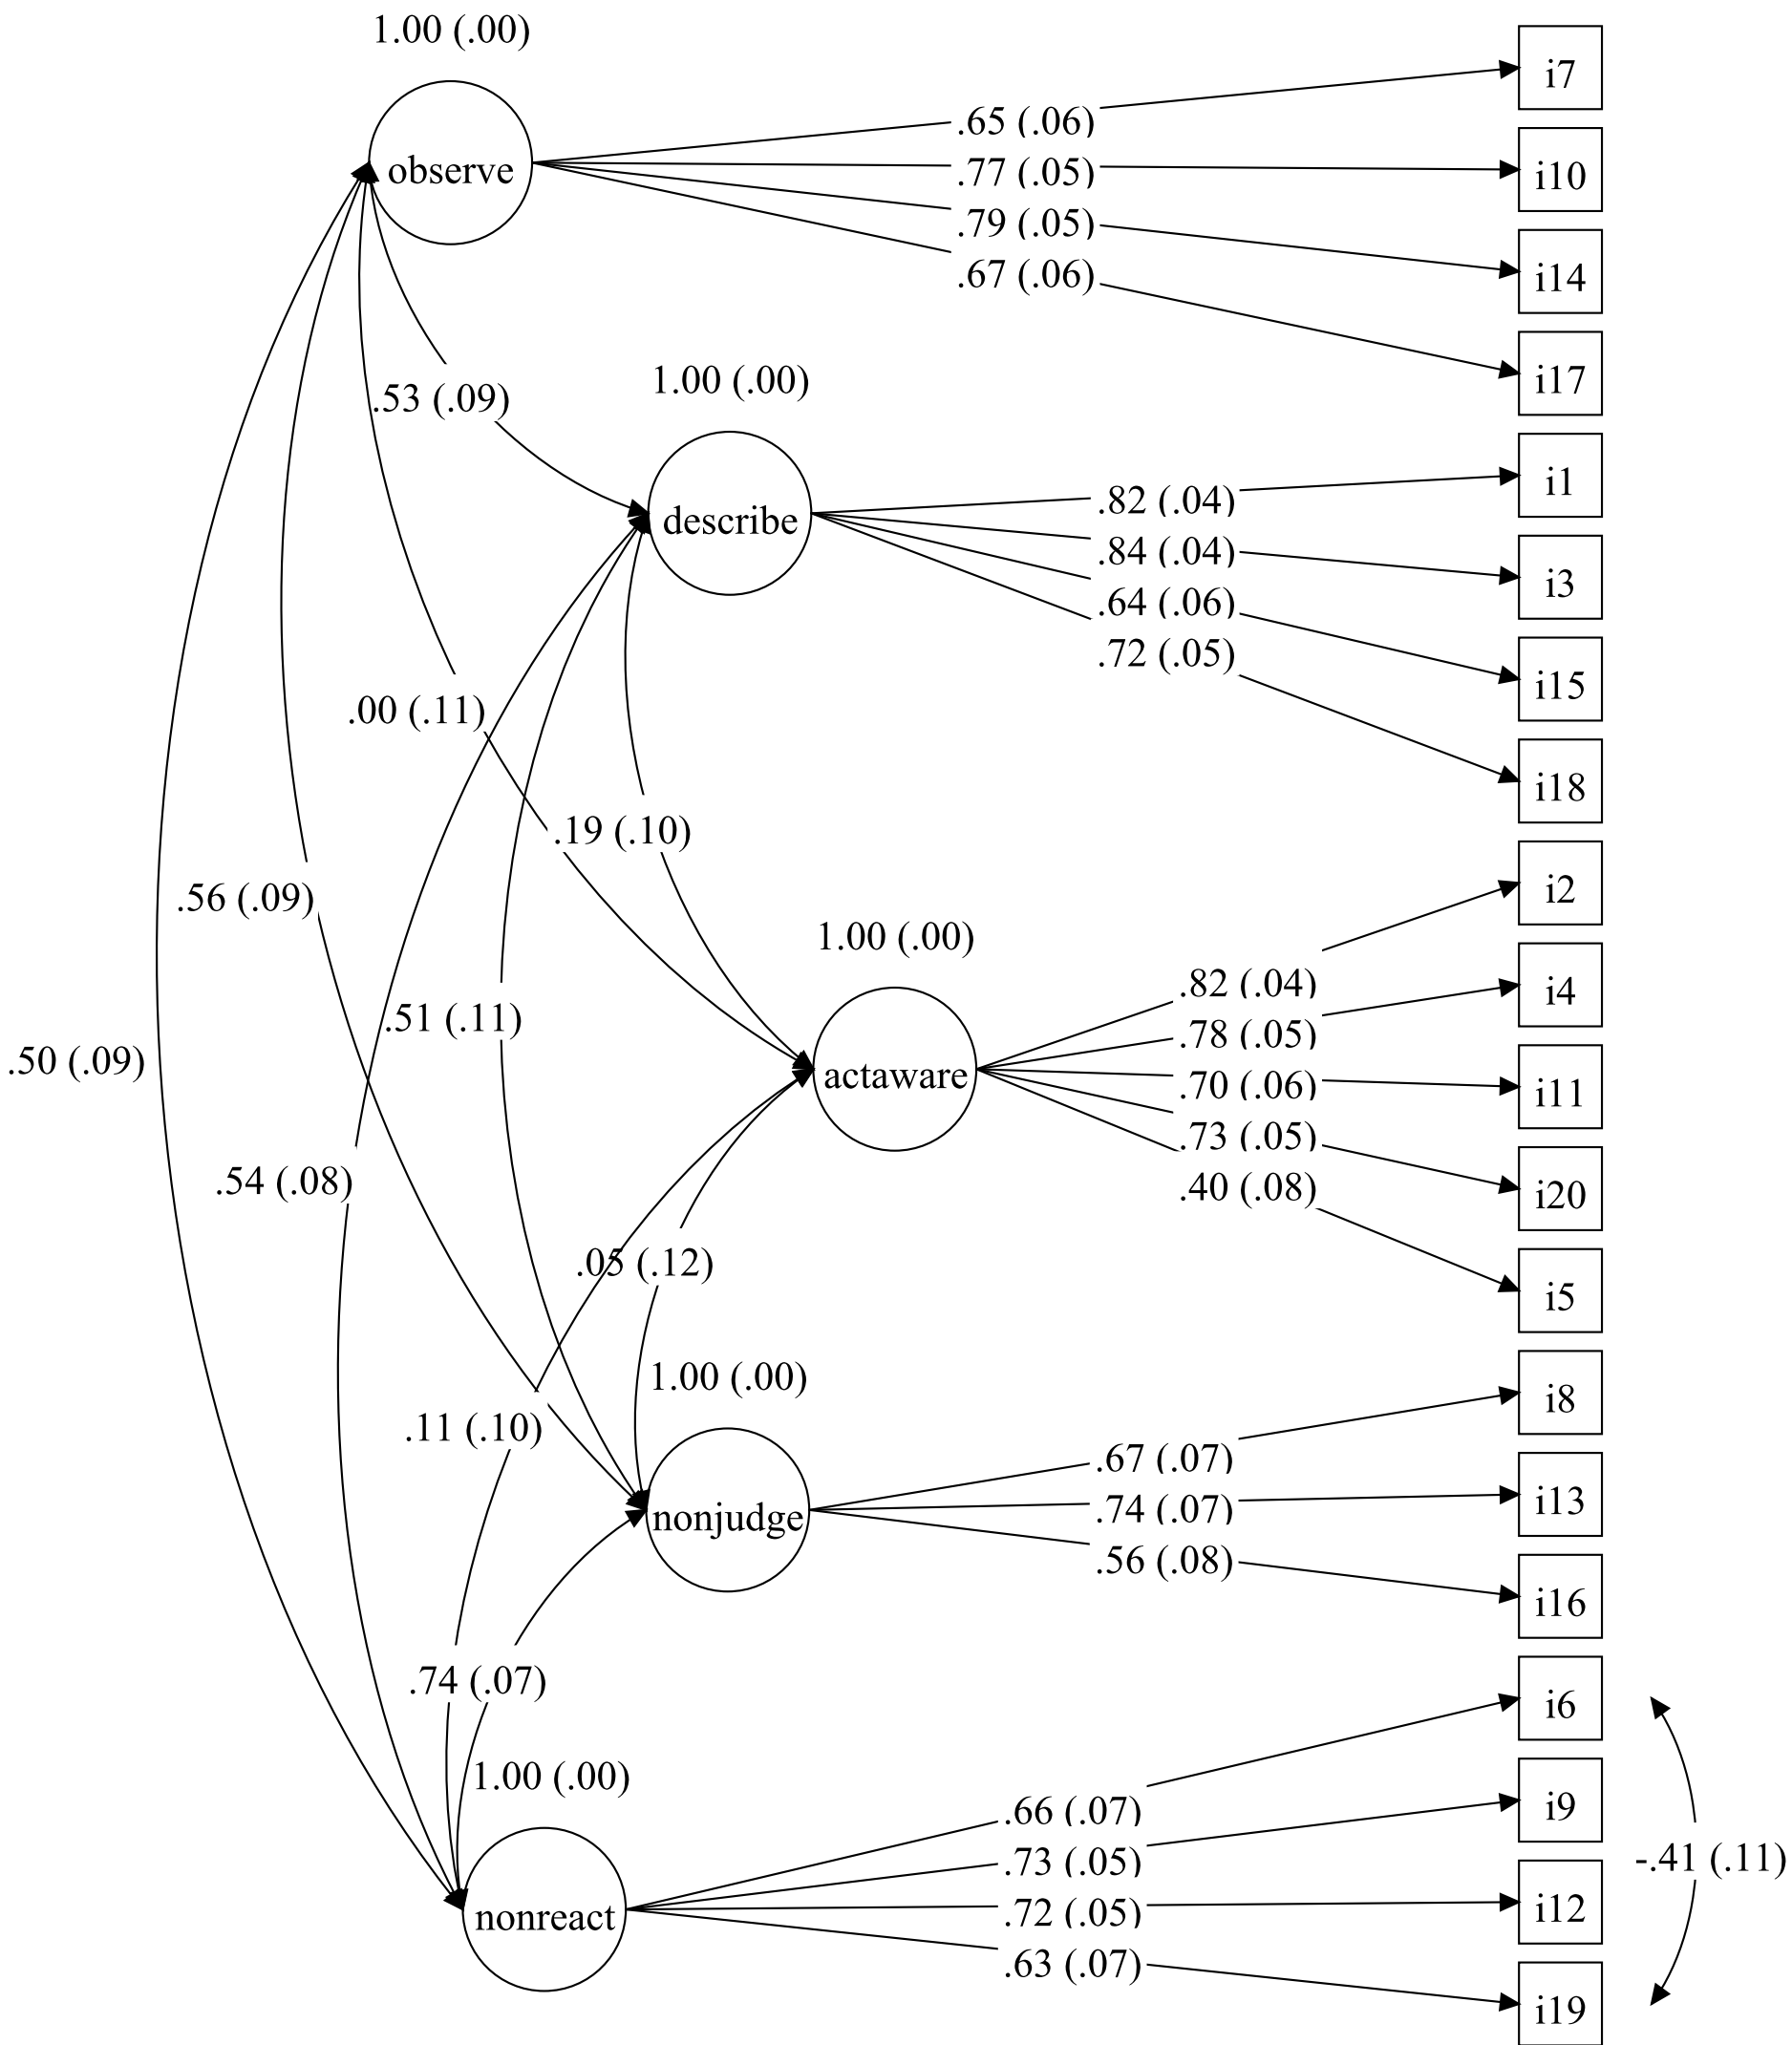 1.00 (.00)
observe
.65 (.06)
.77 (.05)
.79 (.05)
.67 (.06)
i7
i10
i14
i17
.53 (.09)
1.00 (.00)
describe
.82 (.04)
.84 (.04)
.64 (.06)
.72 (.05)
i1
i3
i15
i18
.00 (.11)
.19 (.10)
.56 (.09)
1.00 (.00)
actaware
.82 (.04)
.78 (.05)
.70 (.06)
.73 (.05)
.40 (.08)
i2
i4
i11
i20
i5
.51 (.11)
.50 (.09)
.54 (.08)
.05 (.12)
1.00 (.00)
nonjudge
.67 (.07)
.74 (.07)
.56 (.08)
i8
i13
i16
.11 (.10)
.74 (.07)
1.00 (.00)
nonreact
.66 (.07)
.73 (.05)
.72 (.05)
.63 (.07)
i6
i9
i12
i19
-.41 (.11)